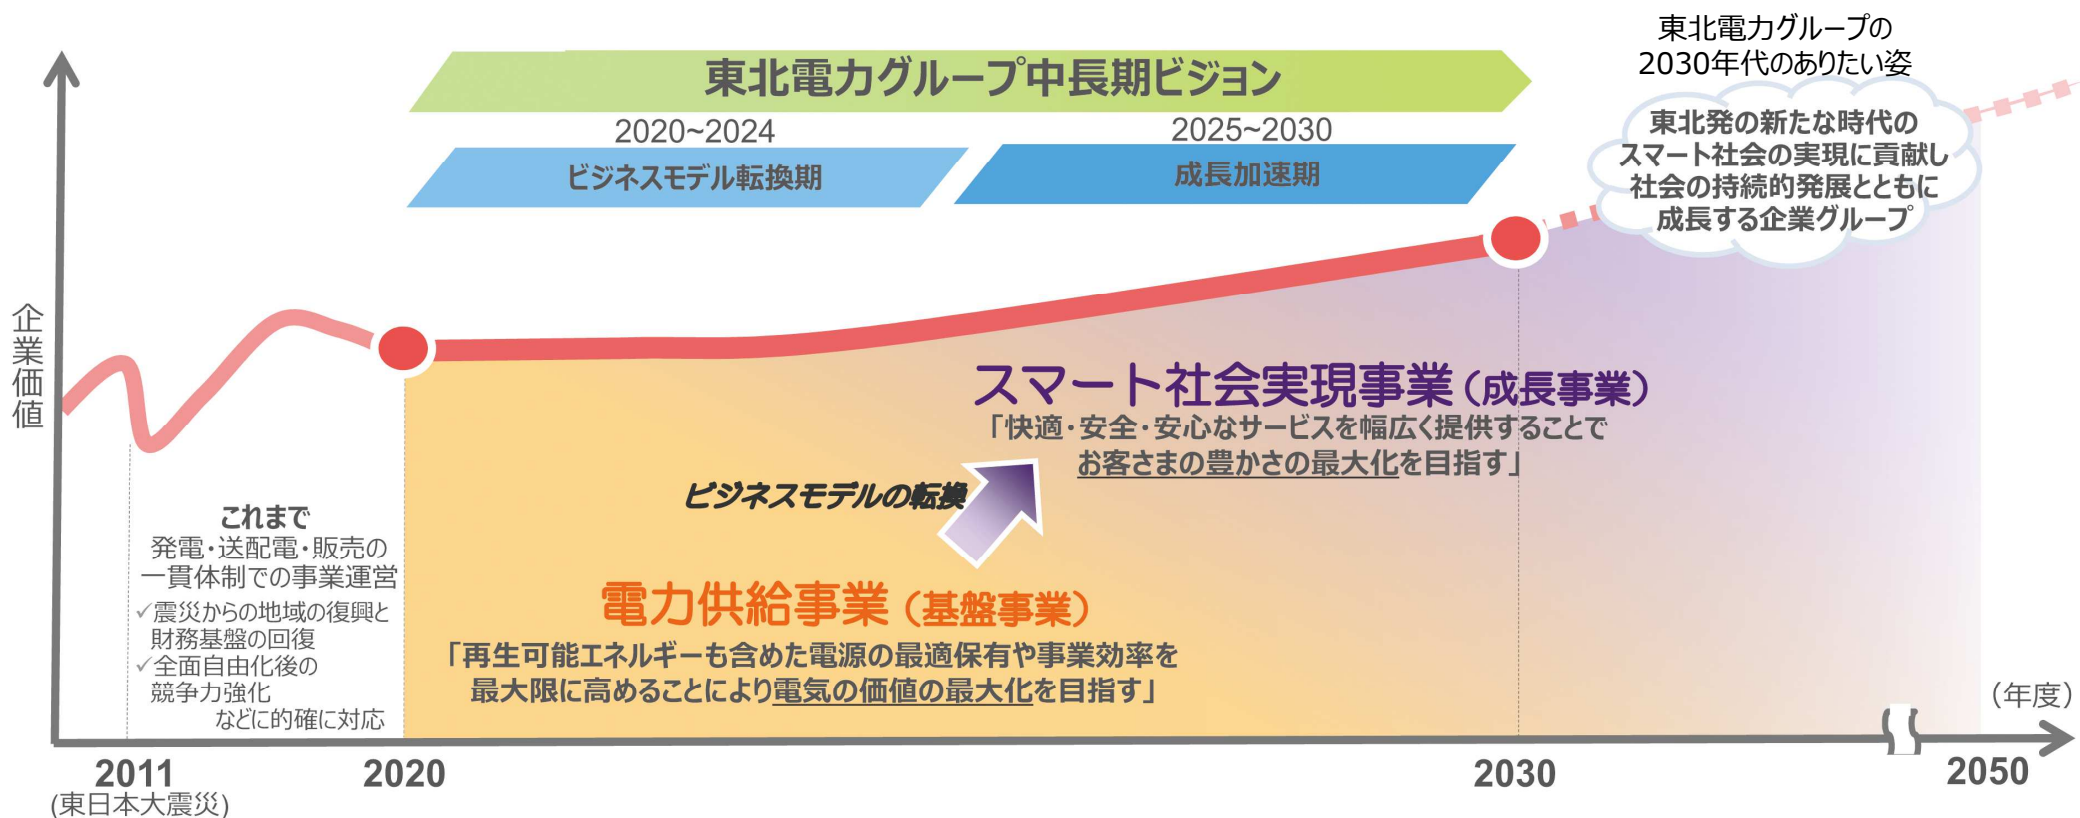 東北電力グループの
2030年代のありたい姿
東北電力グループ中長期ビジョン
東北発の新たな時代の
スマート社会の実現に貢献し
社会の持続的発展とともに
成長する企業グループ
2020~2024
2025~2030
ビジネスモデル転換期
成長加速期
企業価値
スマート社会実現事業（成長事業）
「快適・安全・安心なサービスを幅広く提供することで
お客さまの豊かさの最大化を目指す」
ビジネスモデルの転換
これまで
発電・送配電・販売の
一貫体制での事業運営
✓震災からの地域の復興と
財務基盤の回復
✓全面自由化後の
競争力強化
などに的確に対応
電力供給事業（基盤事業）
「再生可能エネルギーも含めた電源の最適保有や事業効率を
最大限に高めることにより電気の価値の最大化を目指す」
（年度）
2011
2020
2030
2050
(東日本大震災)